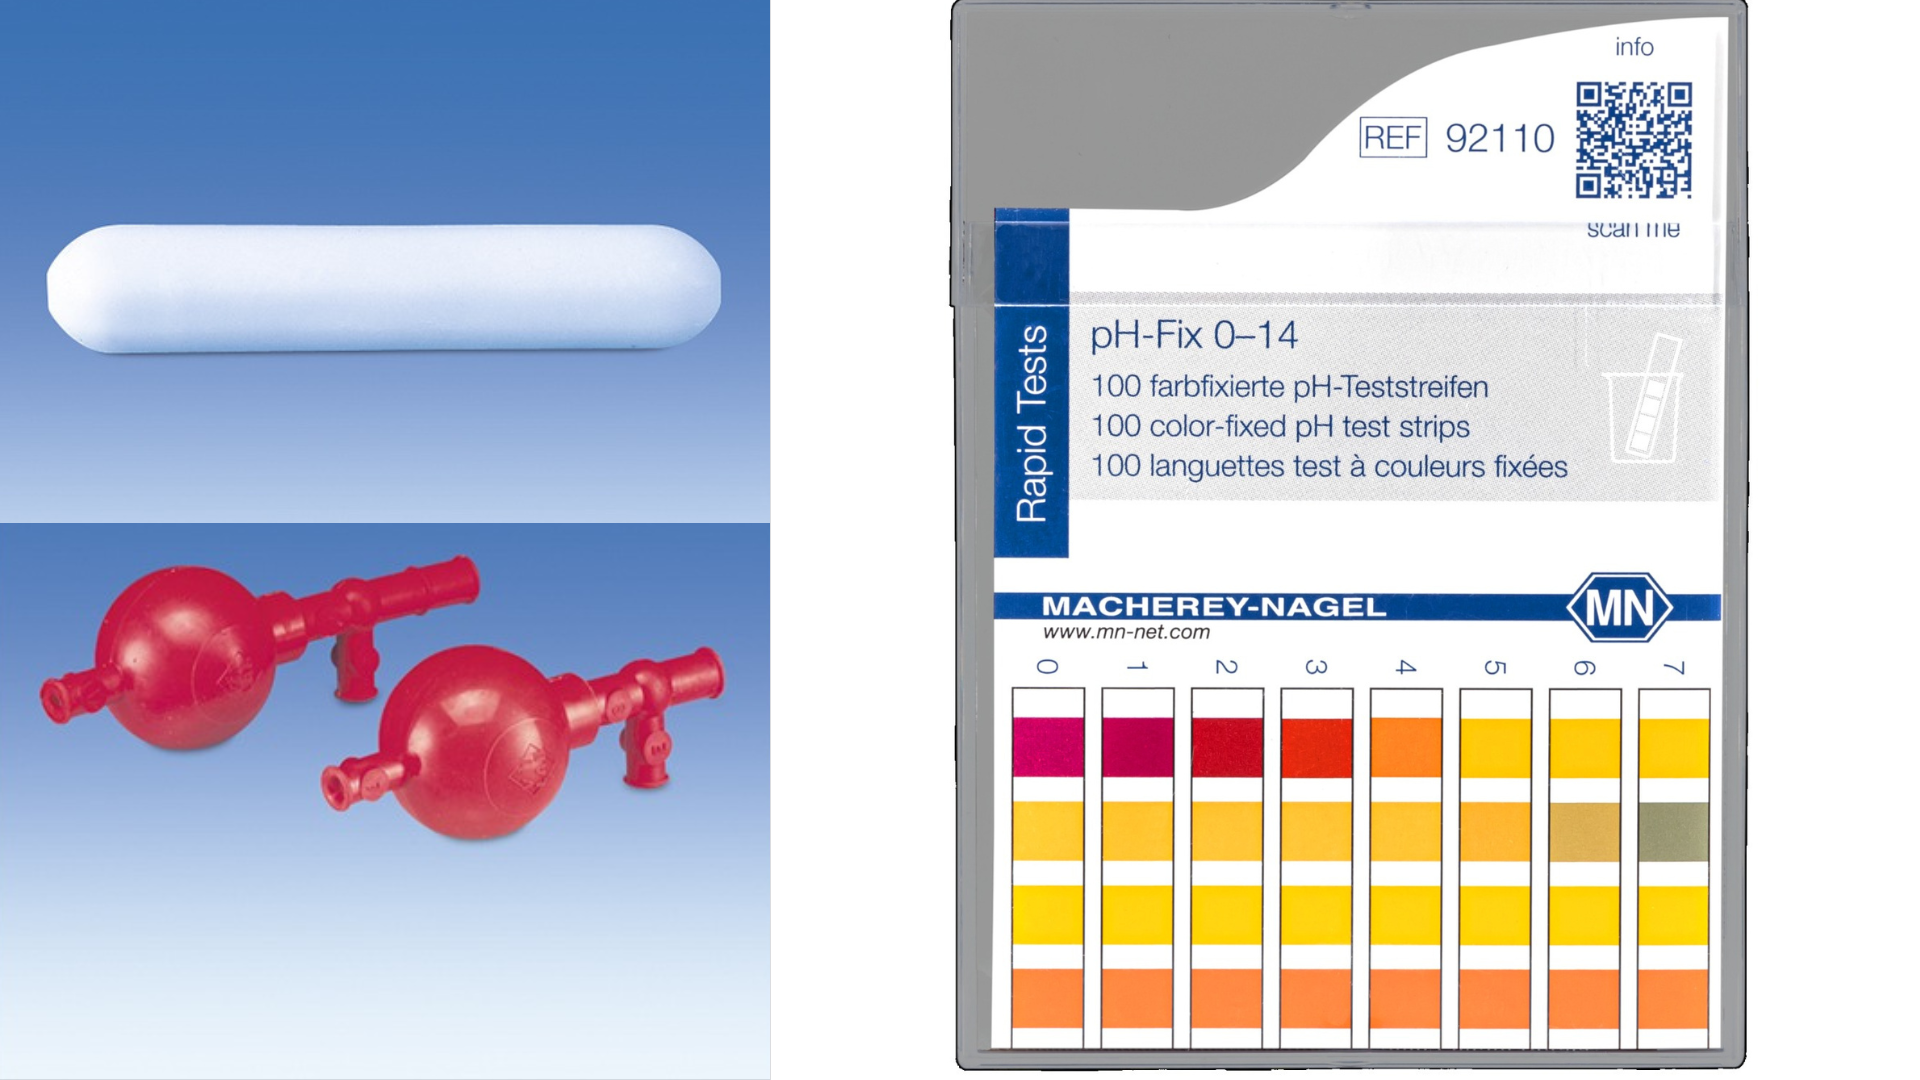 info
REF 92110
scan me
Rapid Tests
pH-Fix 0–14
100 farbfixierte pH-Teststreifen
100 color-fixed pH test strips
100 languettes test à couleurs fixées
MACHEREY-NAGEL
MN
www.mn-net.com
0 1 2 3 4 5 6 7